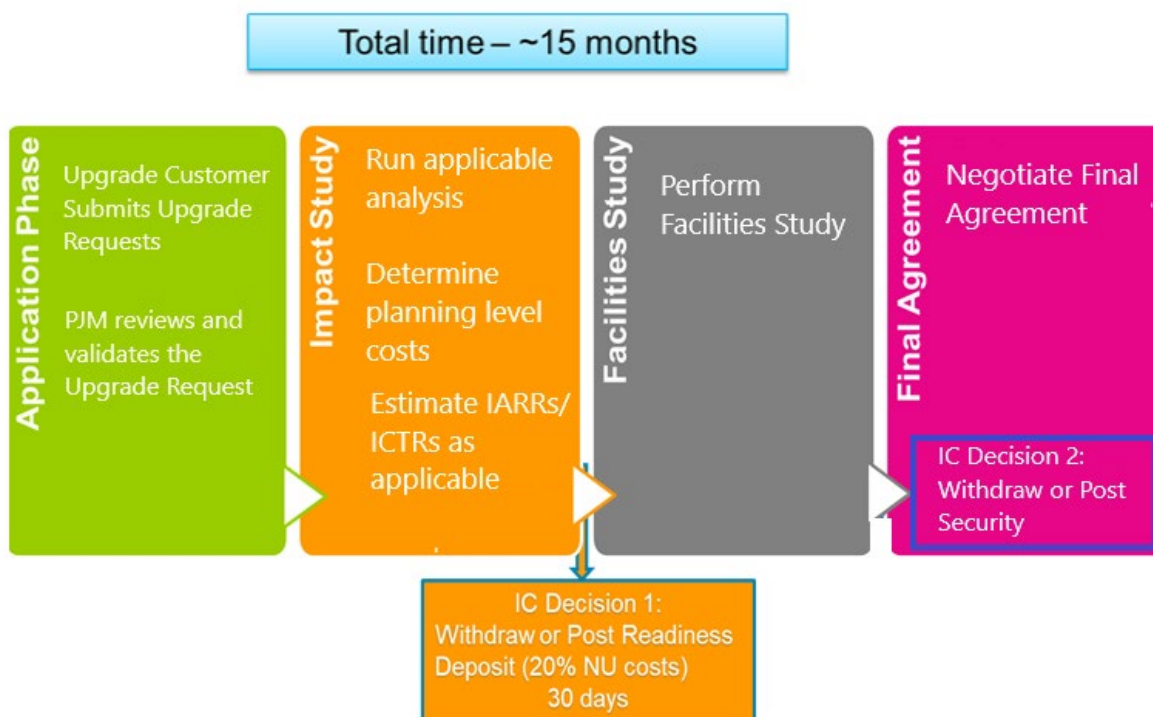 Total time – ~15 months
Application Phase
Upgrade Customer
Submits Upgrade
Requests
PJM reviews and
validates the
Upgrade Request
Impact Study
Run applicable
analysis
Determine
planning level
costs
Estimate IARRs/
ICTRs as
applicable
Facilities Study
Perform
Facilities Study
Final Agreement
Negotiate Final
Agreement
IC Decision 2:
Withdraw or Post
Security
IC Decision 1:
Withdraw or Post Readiness
Deposit (20% NU costs)
30 days